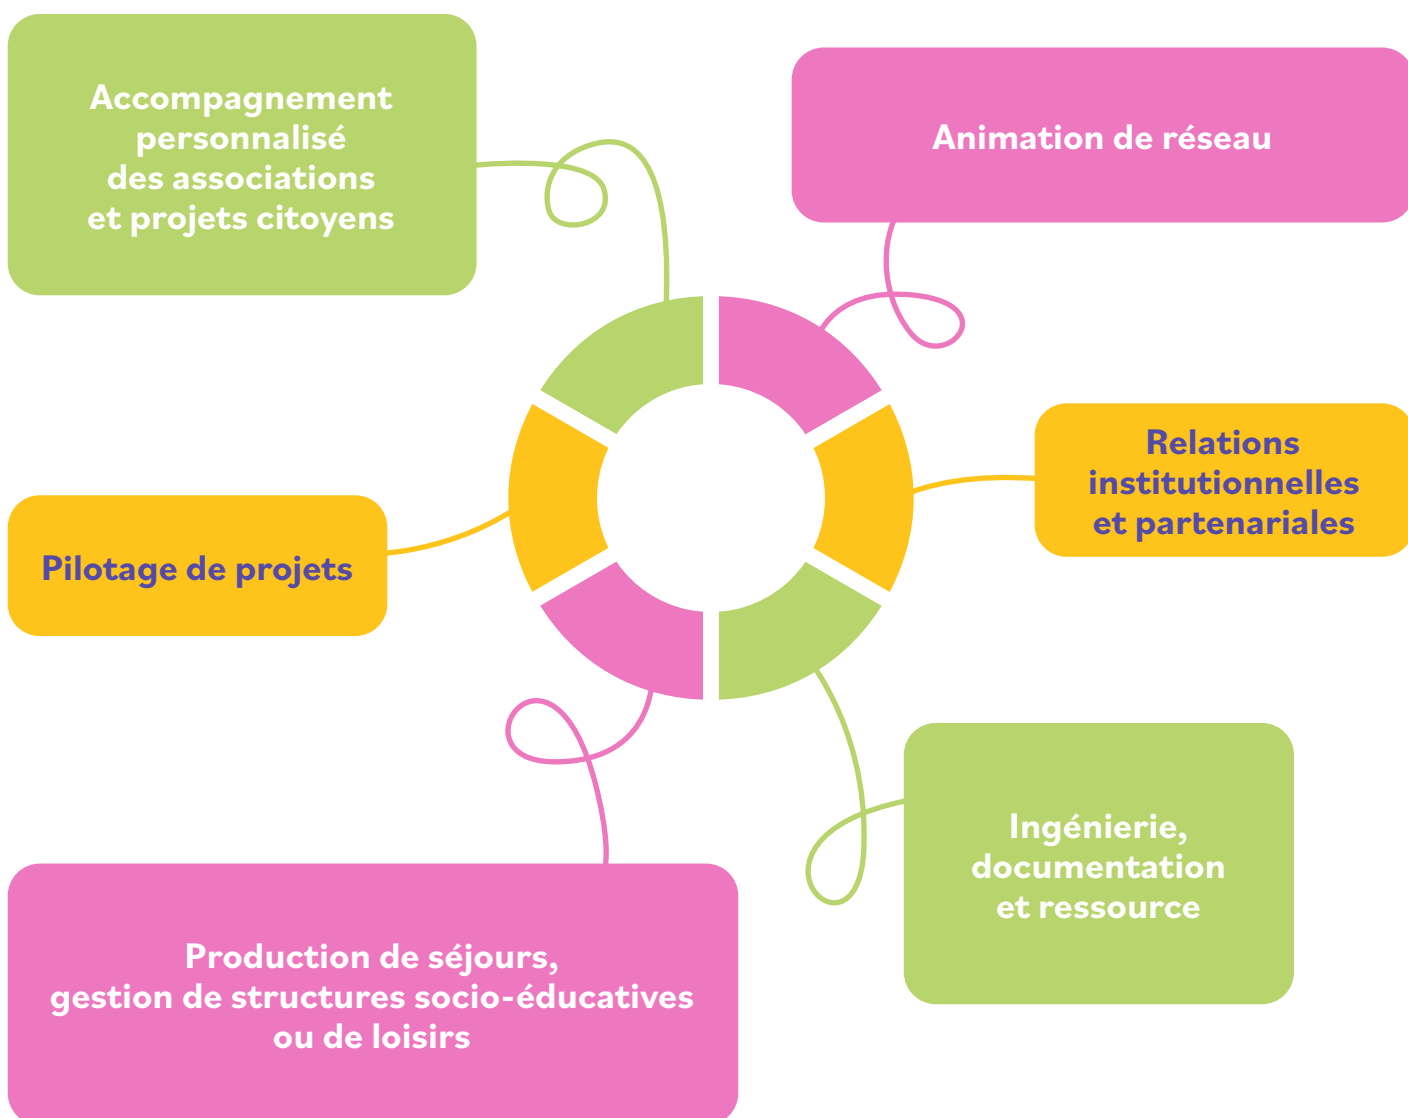 Accompagnement
personnalisé
des associations
et projets citoyens
Animation de réseau
Relations
institutionnelles
et partenariales
Pilotage de projets
Ingénierie,
documentation
et ressource
Production de séjours,
gestion de structures socio-éducatives
ou de loisirs